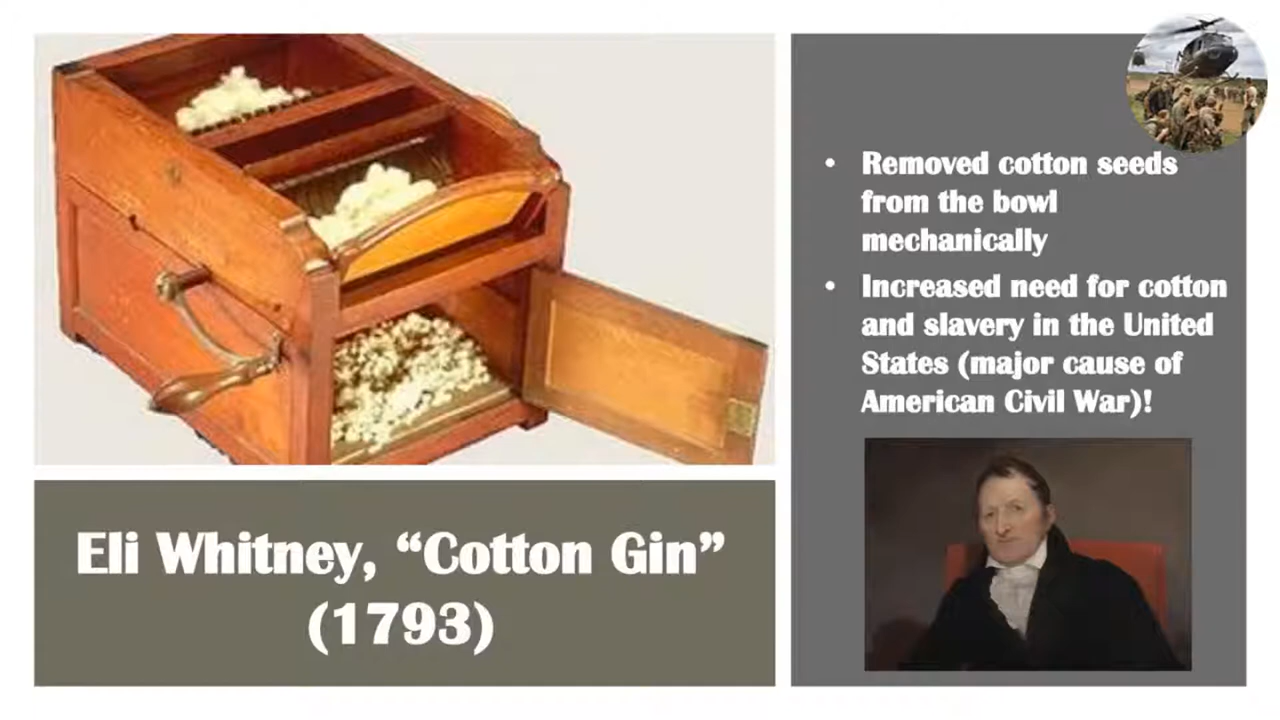 Removed cotton seeds
from the bowl
mechanically
Increased need for cotton
and slavery in the United
States (major cause of
American Civil War)!
Eli Whitney, “Cotton Gin”
(1793)